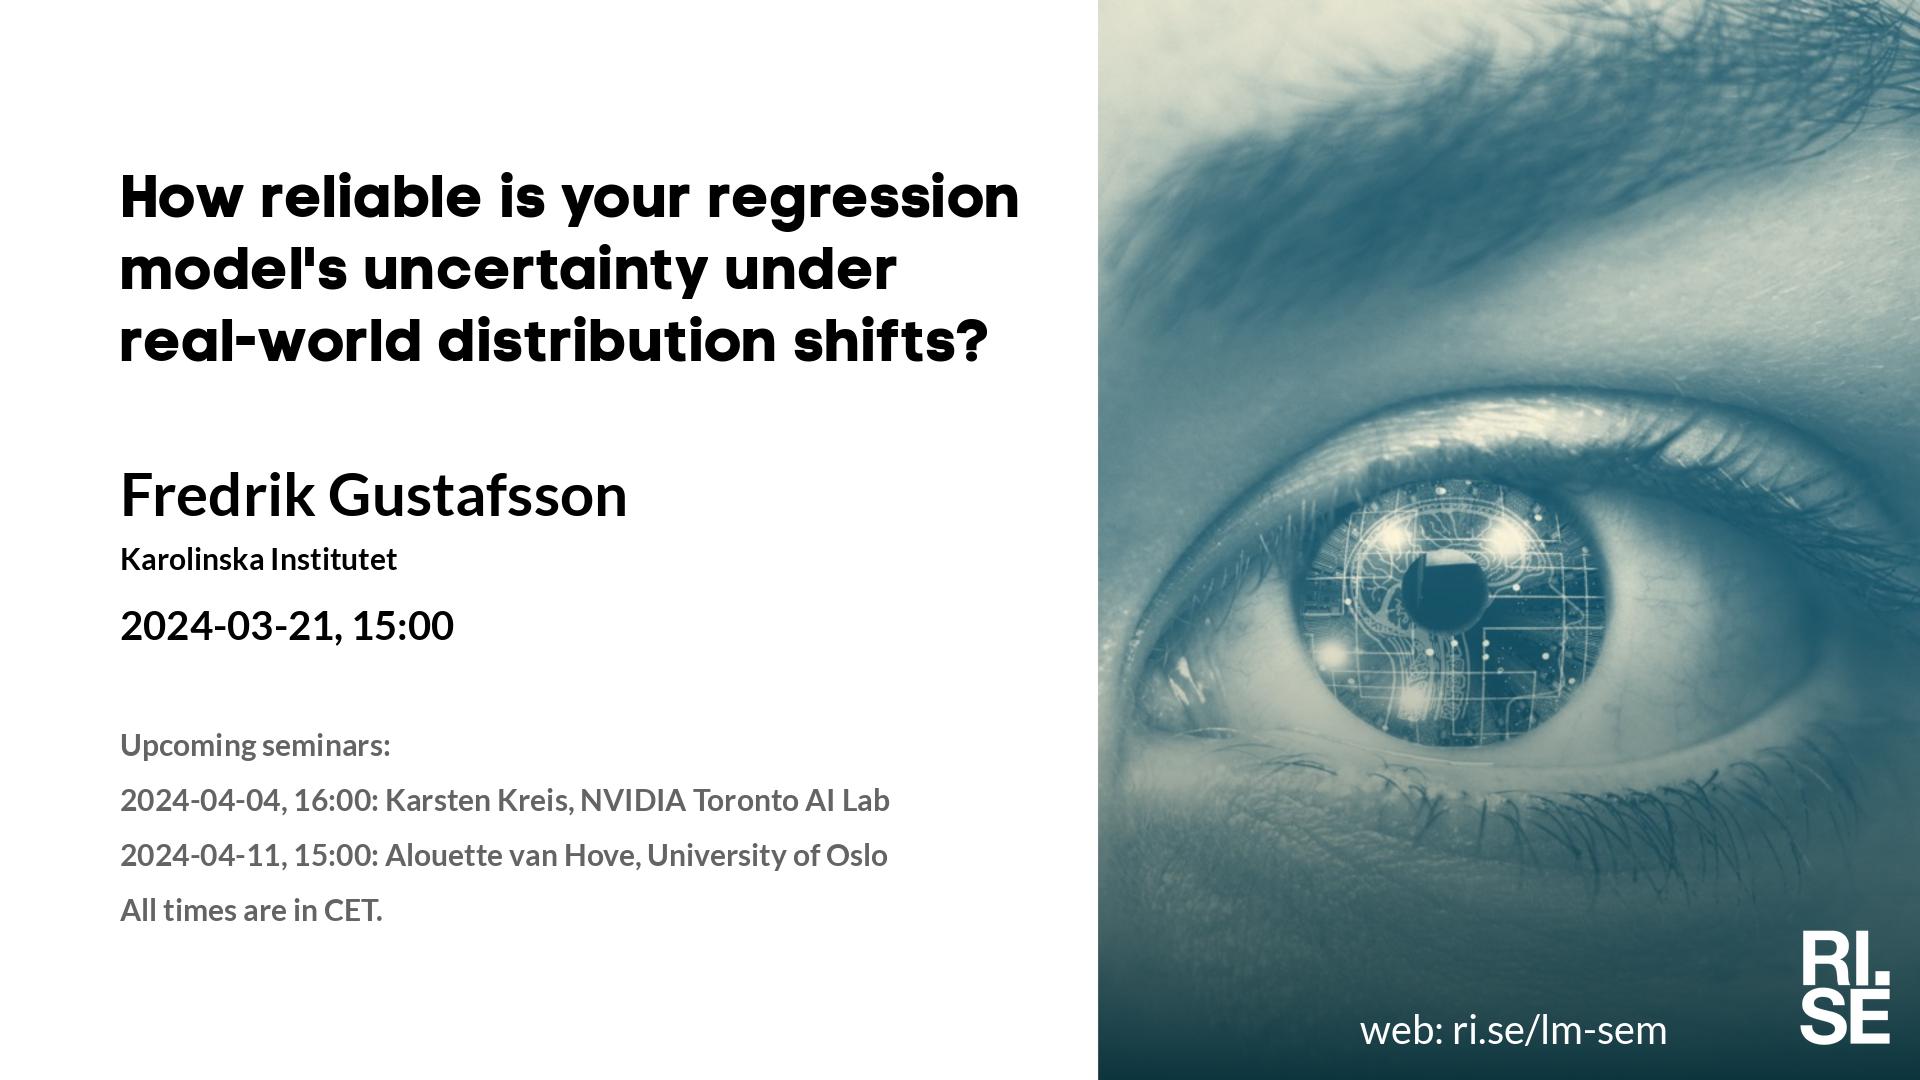 How reliable is your regression
model's uncertainty under
real-world distribution shifts?
Fredrik Gustafsson
Karolinska Institutet
2024-03-21, 15:00
Upcoming seminars:
2024-04-04, 16:00: Karsten Kreis, NVIDIA Toronto AI Lab
2024-04-11, 15:00: Alouette van Hove, University of Oslo
All times are in CET.
web: ri.se/lm-sem
RI.
SE